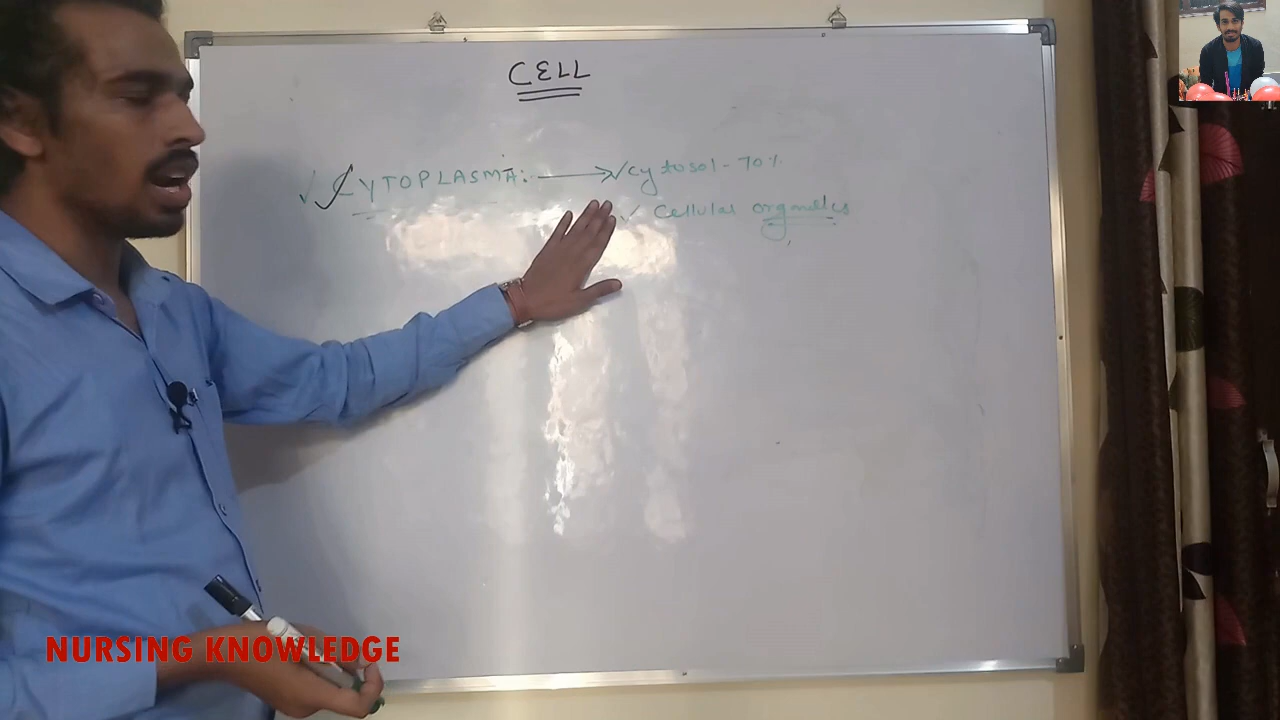 CELL
CYTOPLASMA: → cytosol - 70%
Cellular organelles
NURSING KNOWLEDGE